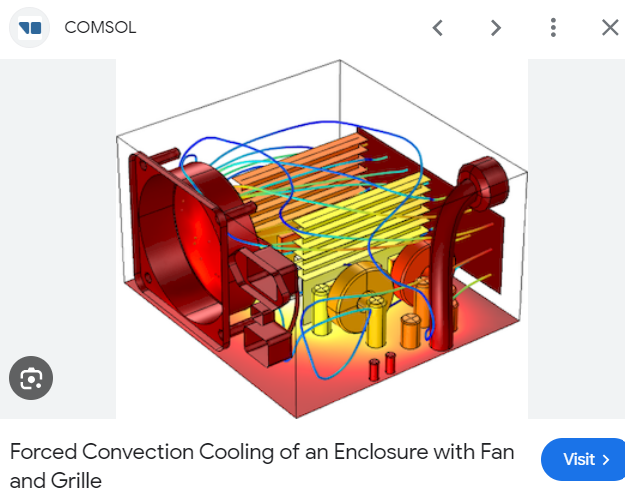 COMSOL
Forced Convection Cooling of an Enclosure with Fan
and Grille
Visit